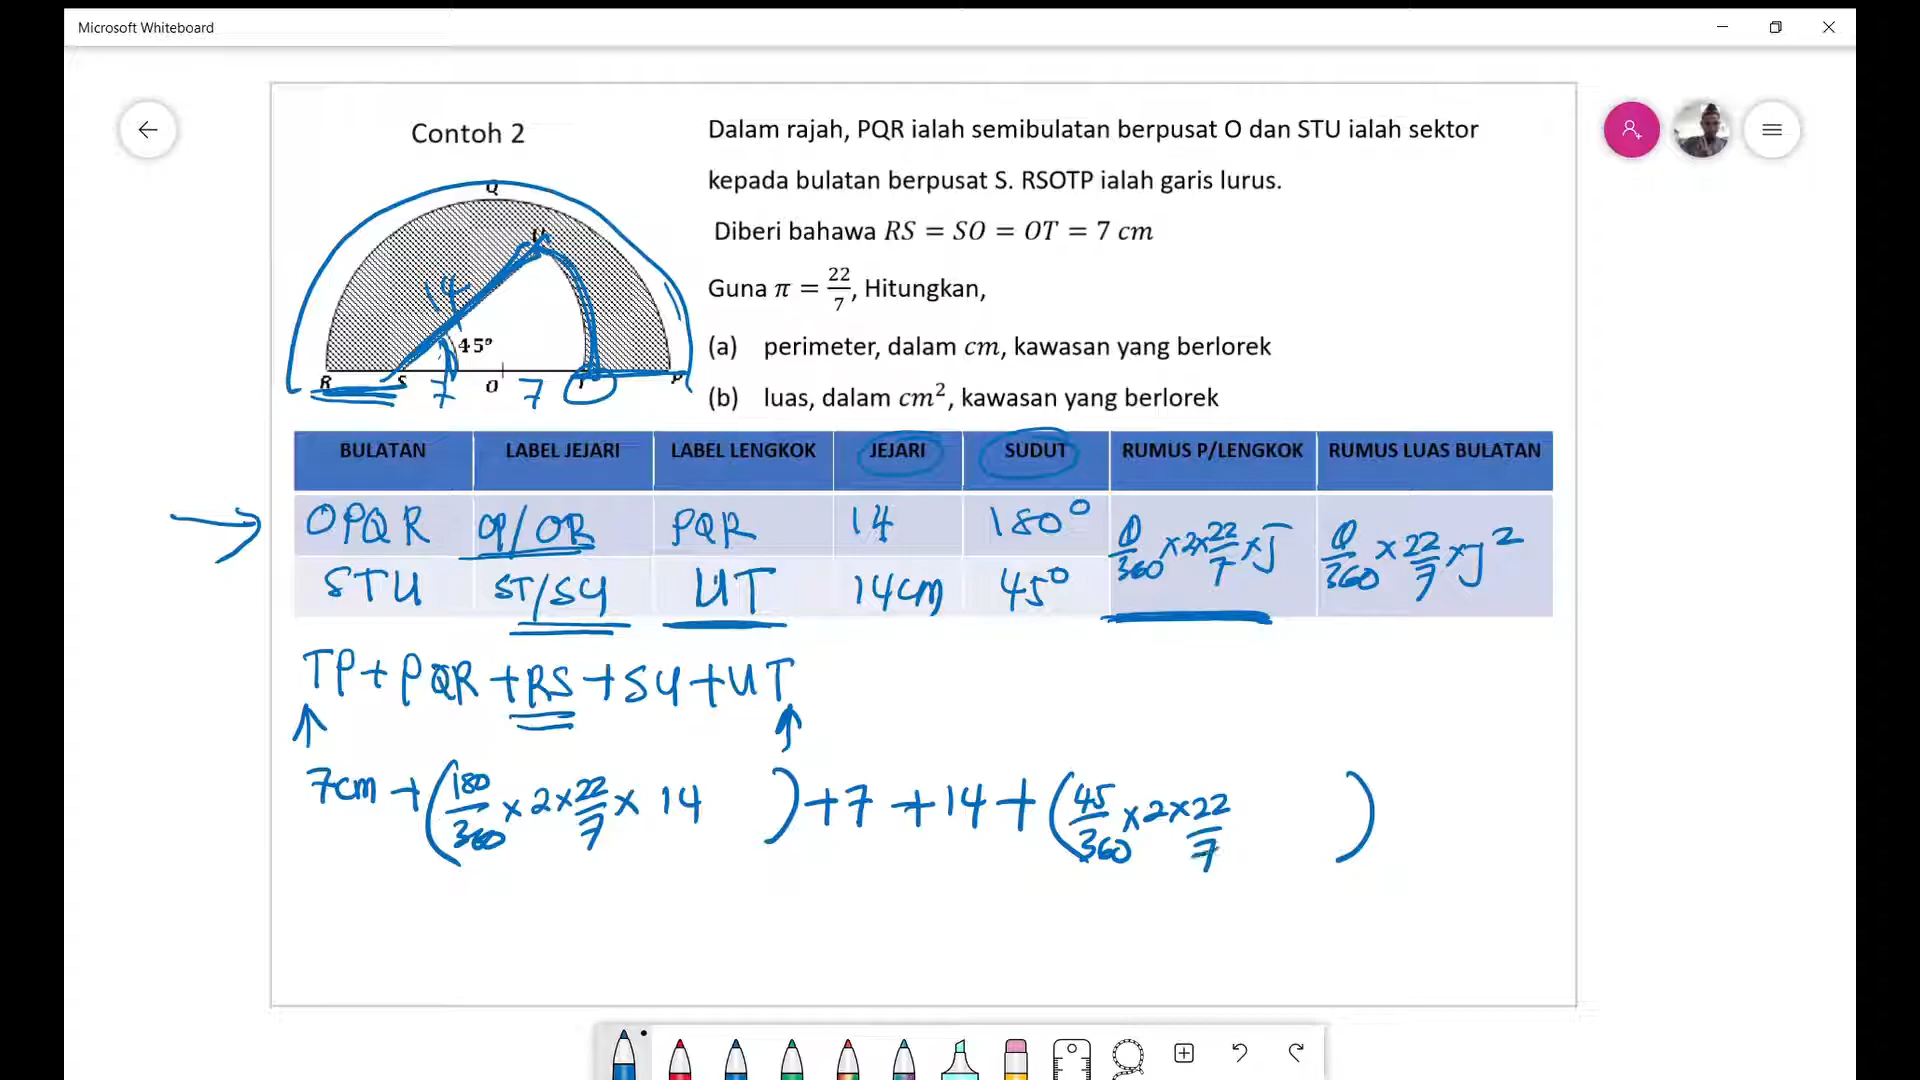 Microsoft Whiteboard
Contoh 2
Dalam rajah, PQR ialah semibulatan berpusat O dan STU ialah sektor
kepada bulatan berpusat S. RSOTP ialah garis lurus.
Diberi bahawa RS = SO = OT = 7 cm
Guna π = 22/7, Hitungkan,
(a) perimeter, dalam cm, kawasan yang berlorek
(b) luas, dalam cm², kawasan yang berlorek
Q
U
14
45°
R S O T P
7 7
BULATAN LABEL JEJARI LABEL LENGKOK JEJARI SUDUT RUMUS P/LENGKOK RUMUS LUAS BULATAN
OPQR OP/OR PQR 14 180° θ/360 × 2 × 22/7 × j θ/360 × 22/7 × j²
STU ST/SU UT 14cm 45°
TP + PQR + RS + SU + UT
7cm + (180/360 × 2 × 22/7 × 14 ) + 7 + 14 + (45/360 × 2 × 22/7 )